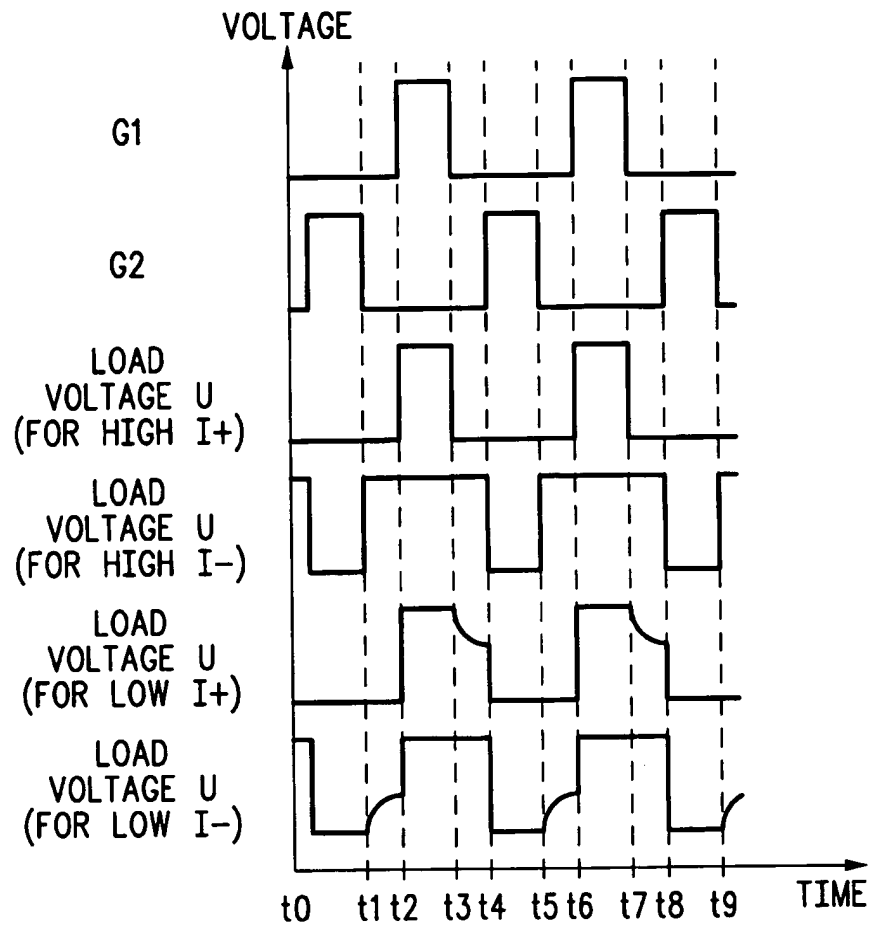 VOLTAGE
G1
G2
LOAD
VOLTAGE U
(FOR HIGH I+)
LOAD
VOLTAGE U
(FOR HIGH I-)
LOAD
VOLTAGE U
(FOR LOW I+)
LOAD
VOLTAGE U
(FOR LOW I-)
t0 t1 t2 t3 t4 t5 t6 t7 t8 t9 TIME